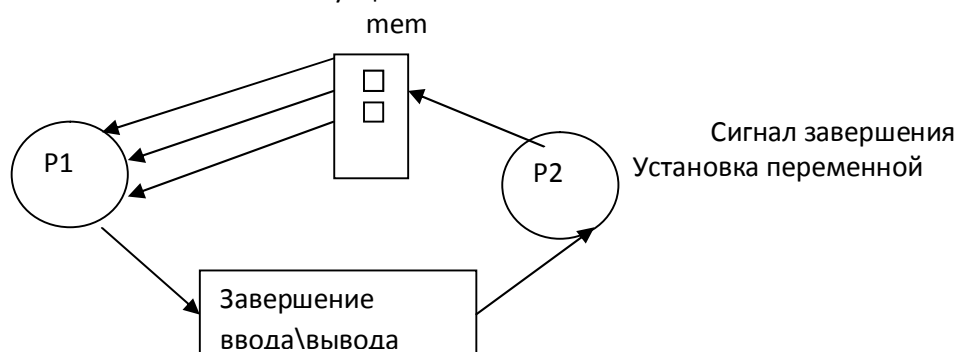 mem
P1
P2
Сигнал завершения
Установка переменной
Завершение
ввода\вывода